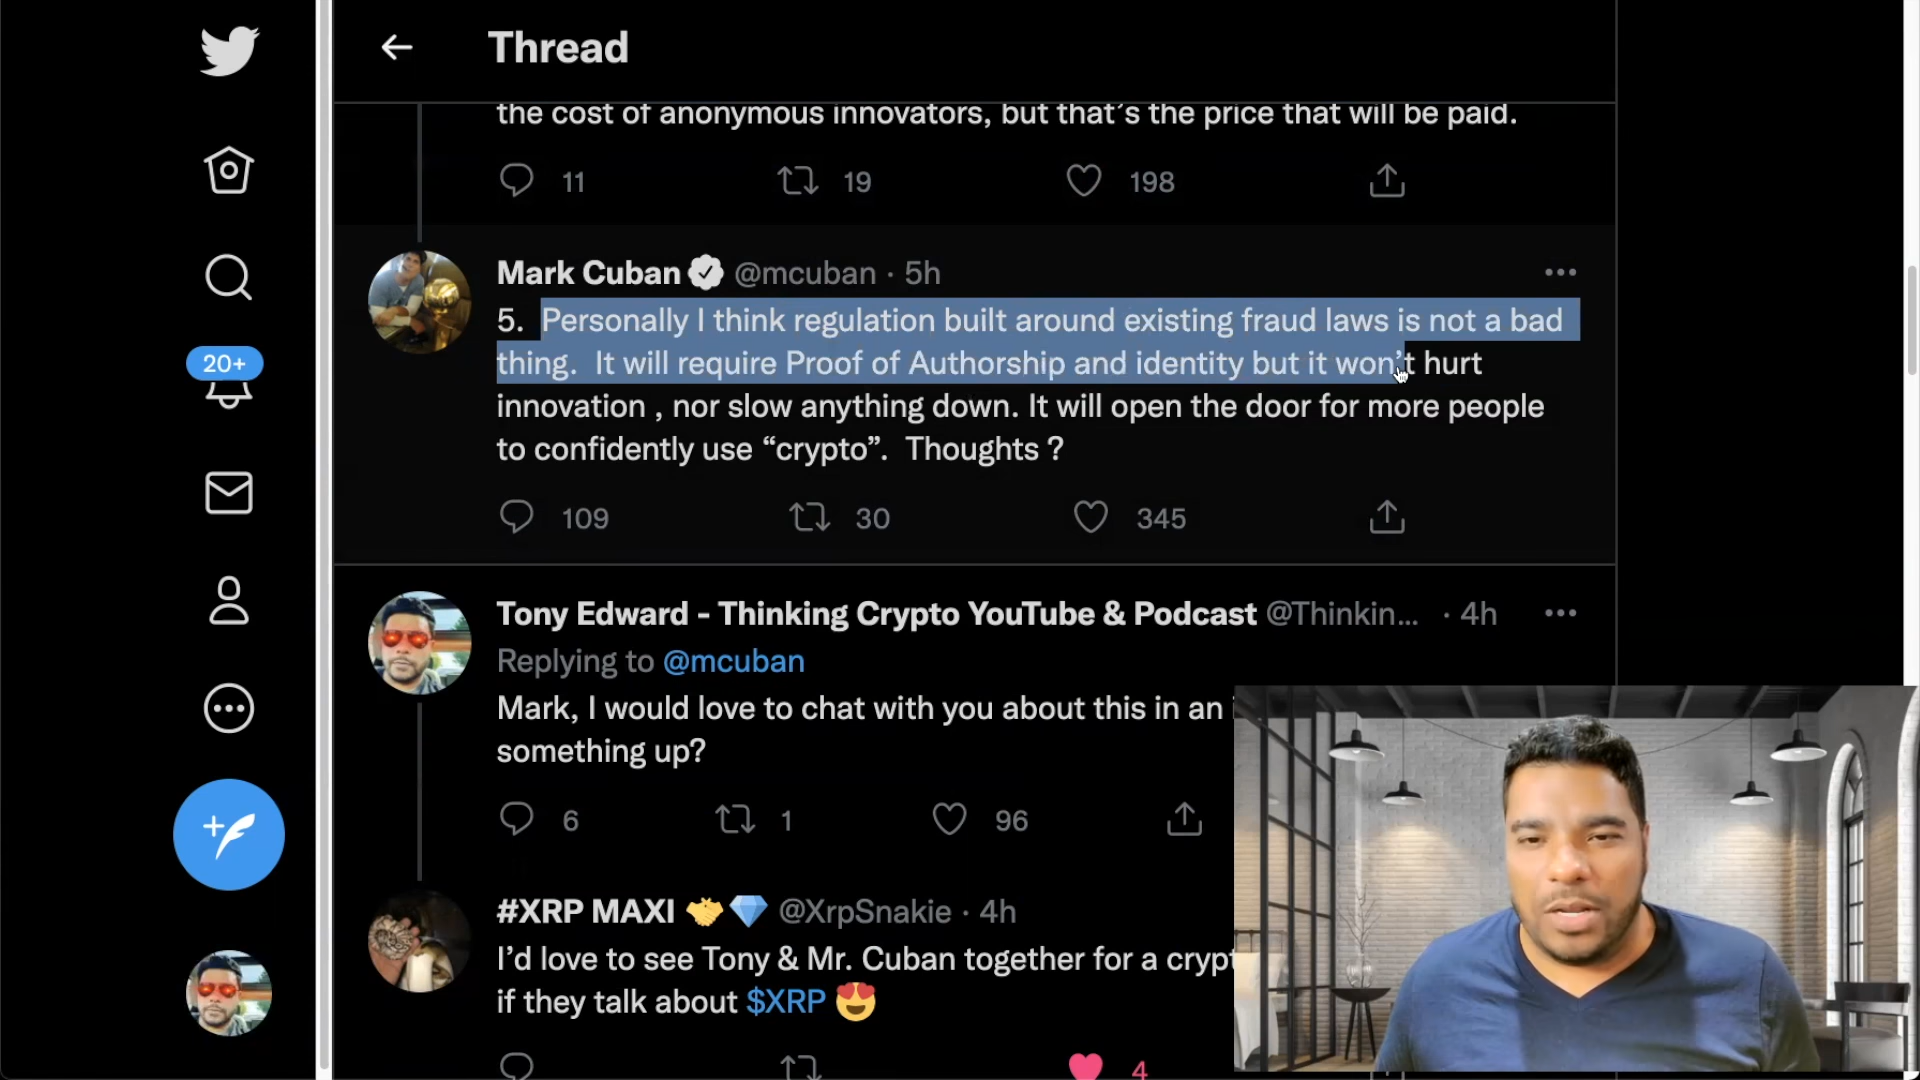 Thread
the cost of anonymous innovators, but that's the price that will be paid.
11 19 198
Mark Cuban @mcuban · 5h
5. Personally I think regulation built around existing fraud laws is not a bad
thing. It will require Proof of Authorship and identity but it won't hurt
innovation , nor slow anything down. It will open the door for more people
to confidently use “crypto”. Thoughts ?
109 30 345
20+
Tony Edward - Thinking Crypto YouTube & Podcast @Thinkin... · 4h
Replying to @mcuban
Mark, I would love to chat with you about this in an
something up?
6 1 96
#XRP MAXI 🤝💎 @XrpSnakie · 4h
I'd love to see Tony & Mr. Cuban together for a crypt
if they talk about $XRP 😍
4